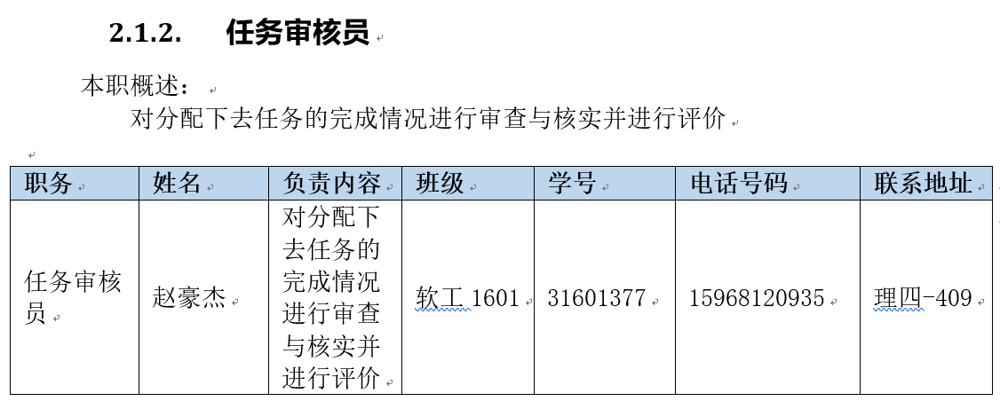 2.1.2. 任务审核员
本职概述：
对分配下去任务的完成情况进行审查与核实并进行评价
职务 姓名 负责内容 班级 学号 电话号码 联系地址
任务审核员 赵豪杰 对分配下去任务的完成情况进行审查与核实并进行评价 软工1601 31601377 15968120935 理四-409